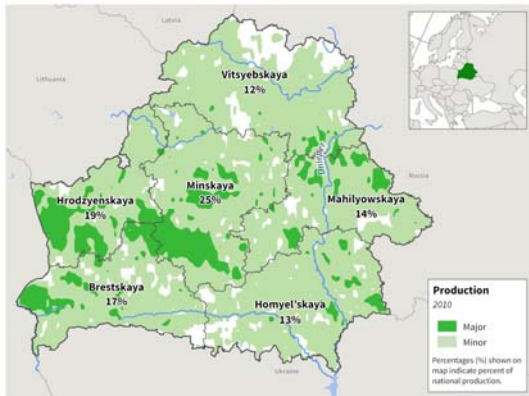 Latvia
Lithuania
Vitsyebskaya
12%
Dnieper
Minskaya
25%
Russia
Hrodzyenskaya
19%
Mahilyowskaya
14%
Brestskaya
17%
Homyel'skaya
13%
Ukraine
Production
2010
Major
Minor
Percentages (%) shown on
map indicate percent of
national production.